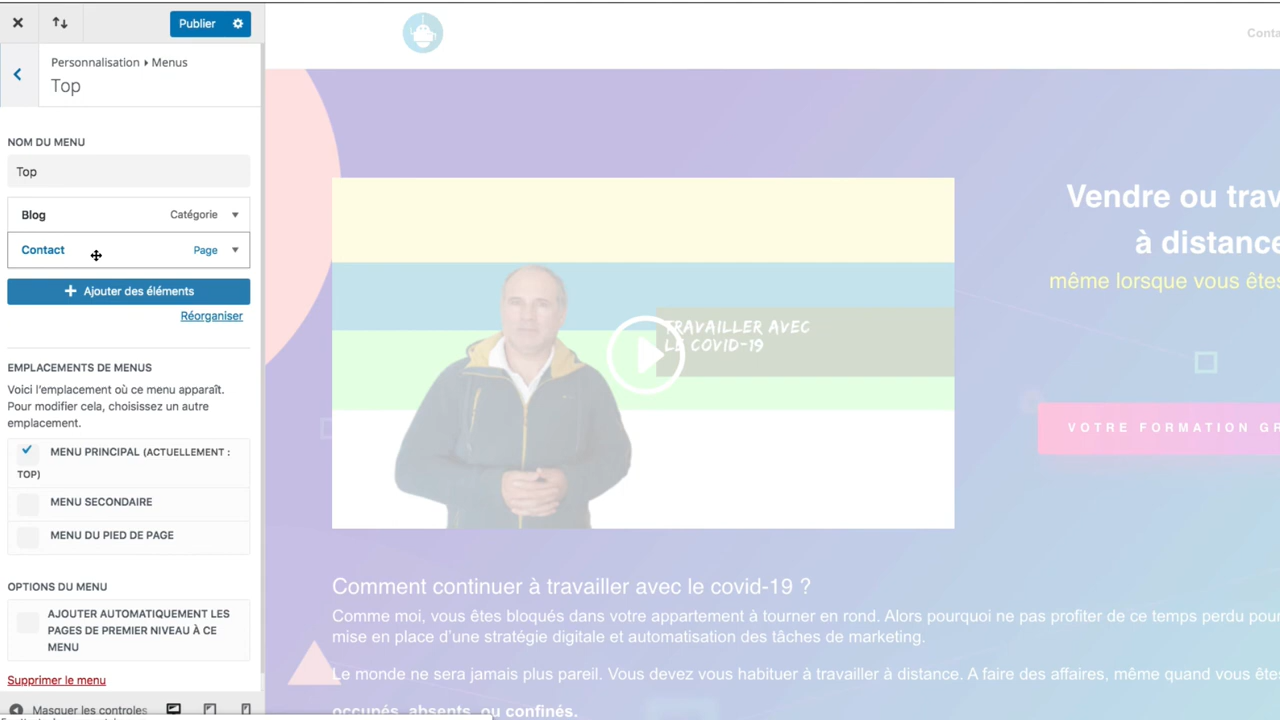 Publier
Personnalisation ▸ Menus
Top
NOM DU MENU
Top
Blog Catégorie
Contact Page
+ Ajouter des éléments
Réorganiser
EMPLACEMENTS DE MENUS
Voici l'emplacement où ce menu apparaît.
Pour modifier cela, choisissez un autre
emplacement.
MENU PRINCIPAL (ACTUELLEMENT :
TOP)
MENU SECONDAIRE
MENU DU PIED DE PAGE
OPTIONS DU MENU
AJOUTER AUTOMATIQUEMENT LES
PAGES DE PREMIER NIVEAU À CE
MENU
Supprimer le menu
Masquer les controles
Conta
TRAVAILLER AVEC
LE COVID-19
Vendre ou trav
à distance
même lorsque vous êtes
VOTRE FORMATION GR
Comment continuer à travailler avec le covid-19 ?
Comme moi, vous êtes bloqués dans votre appartement à tourner en rond. Alors pourquoi ne pas profiter de ce temps perdu pour
mise en place d'une stratégie digitale et automatisation des tâches de marketing.
Le monde ne sera jamais plus pareil. Vous devez vous habituer à travailler à distance. A faire des affaires, même quand vous êtes
occupés, absents, ou confinés.